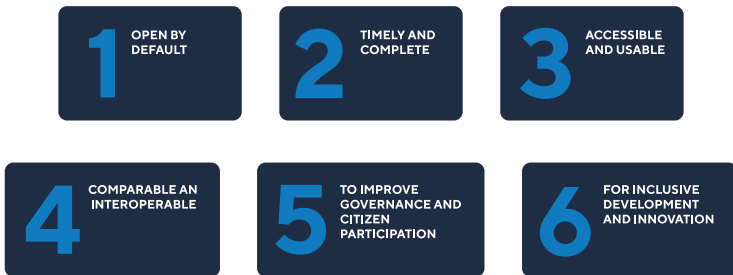 1 OPEN BY
DEFAULT
2 TIMELY AND
COMPLETE
3 ACCESSIBLE
AND USABLE
4 COMPARABLE AN
INTEROPERABLE
5 TO IMPROVE
GOVERNANCE AND
CITIZEN
PARTICIPATION
6 FOR INCLUSIVE
DEVELOPMENT
AND INNOVATION